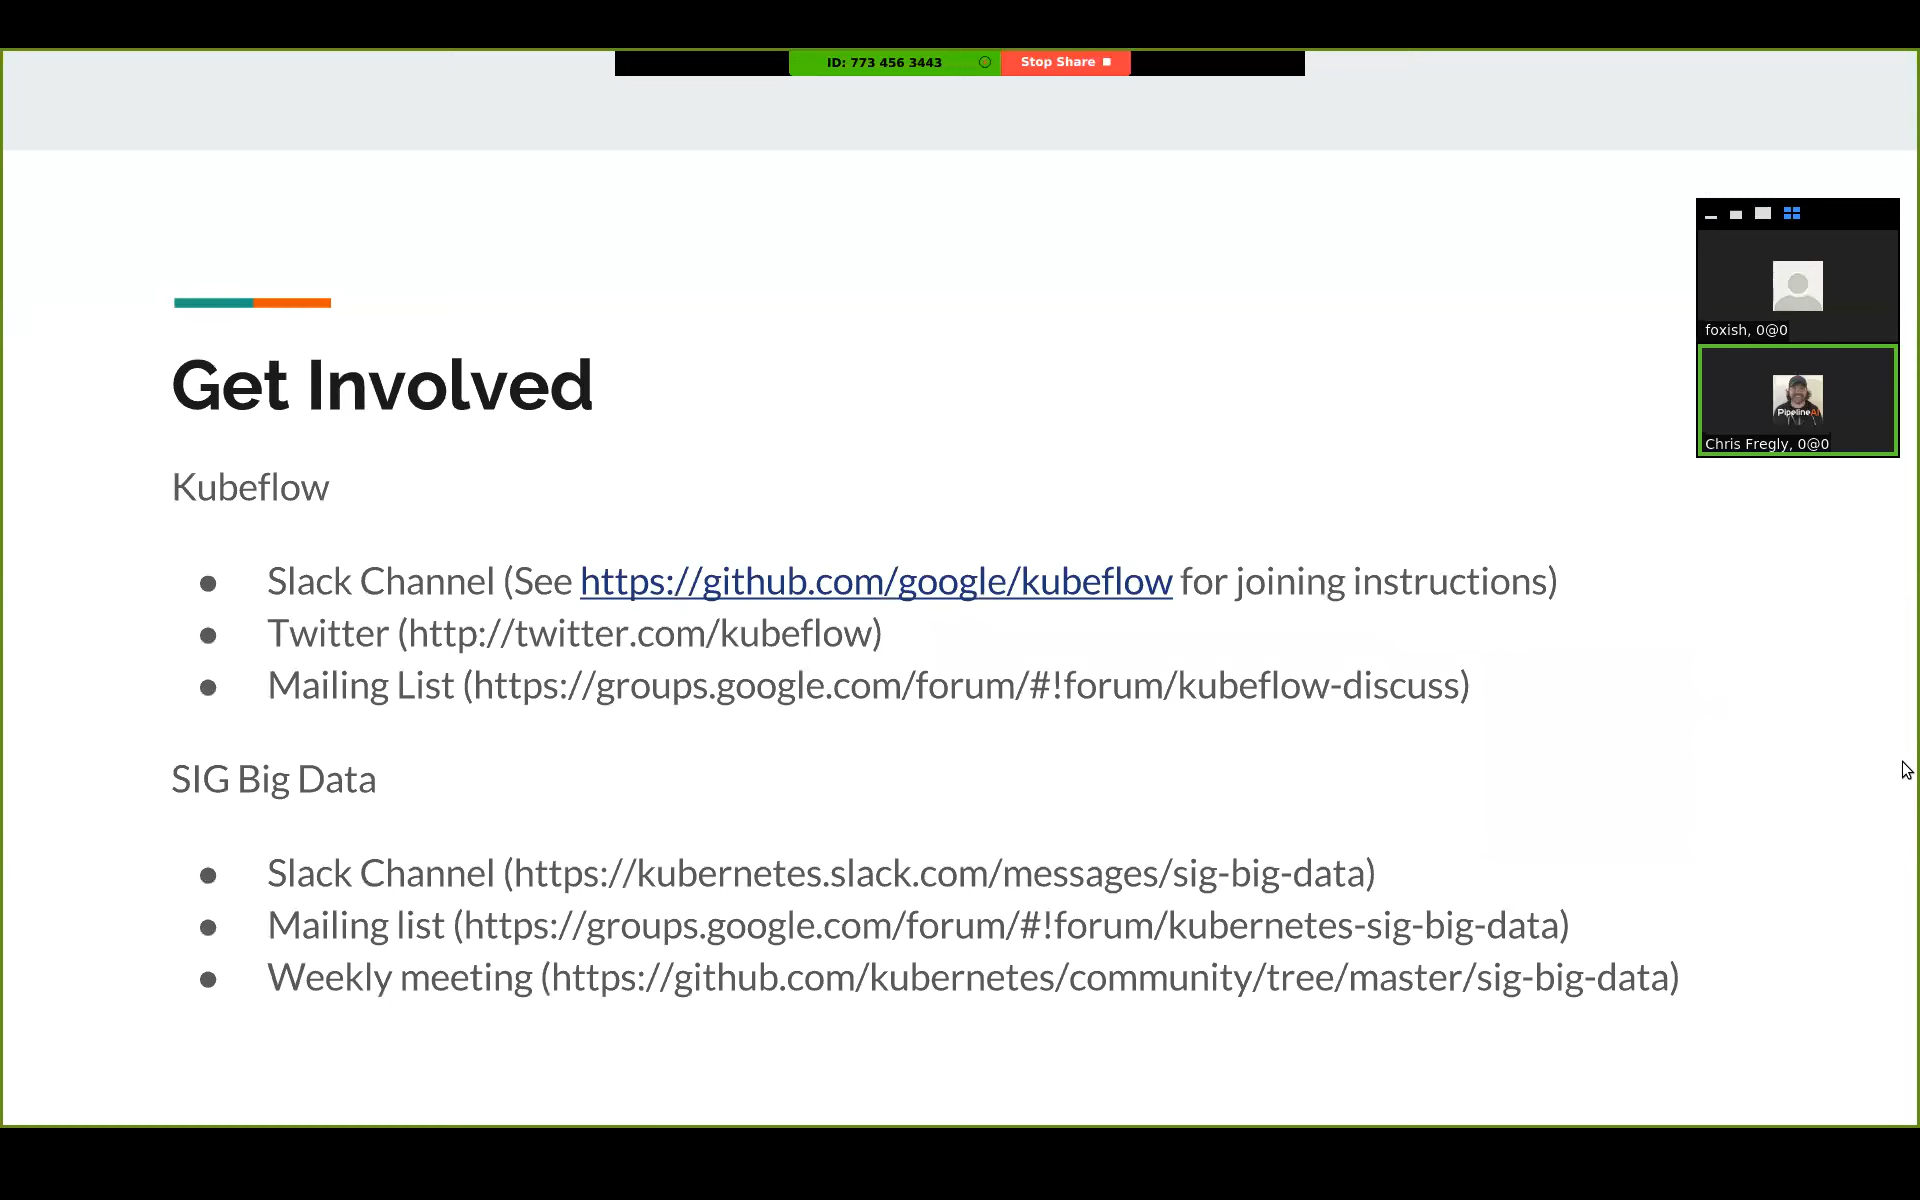 ID: 773 456 3443 Stop Share
Get Involved
Kubeflow
● Slack Channel (See https://github.com/google/kubeflow for joining instructions)
● Twitter (http://twitter.com/kubeflow)
● Mailing List (https://groups.google.com/forum/#!forum/kubeflow-discuss)
SIG Big Data
● Slack Channel (https://kubernetes.slack.com/messages/sig-big-data)
● Mailing list (https://groups.google.com/forum/#!forum/kubernetes-sig-big-data)
● Weekly meeting (https://github.com/kubernetes/community/tree/master/sig-big-data)
foxish, 0@0
PipelineAI
Chris Fregly, 0@0